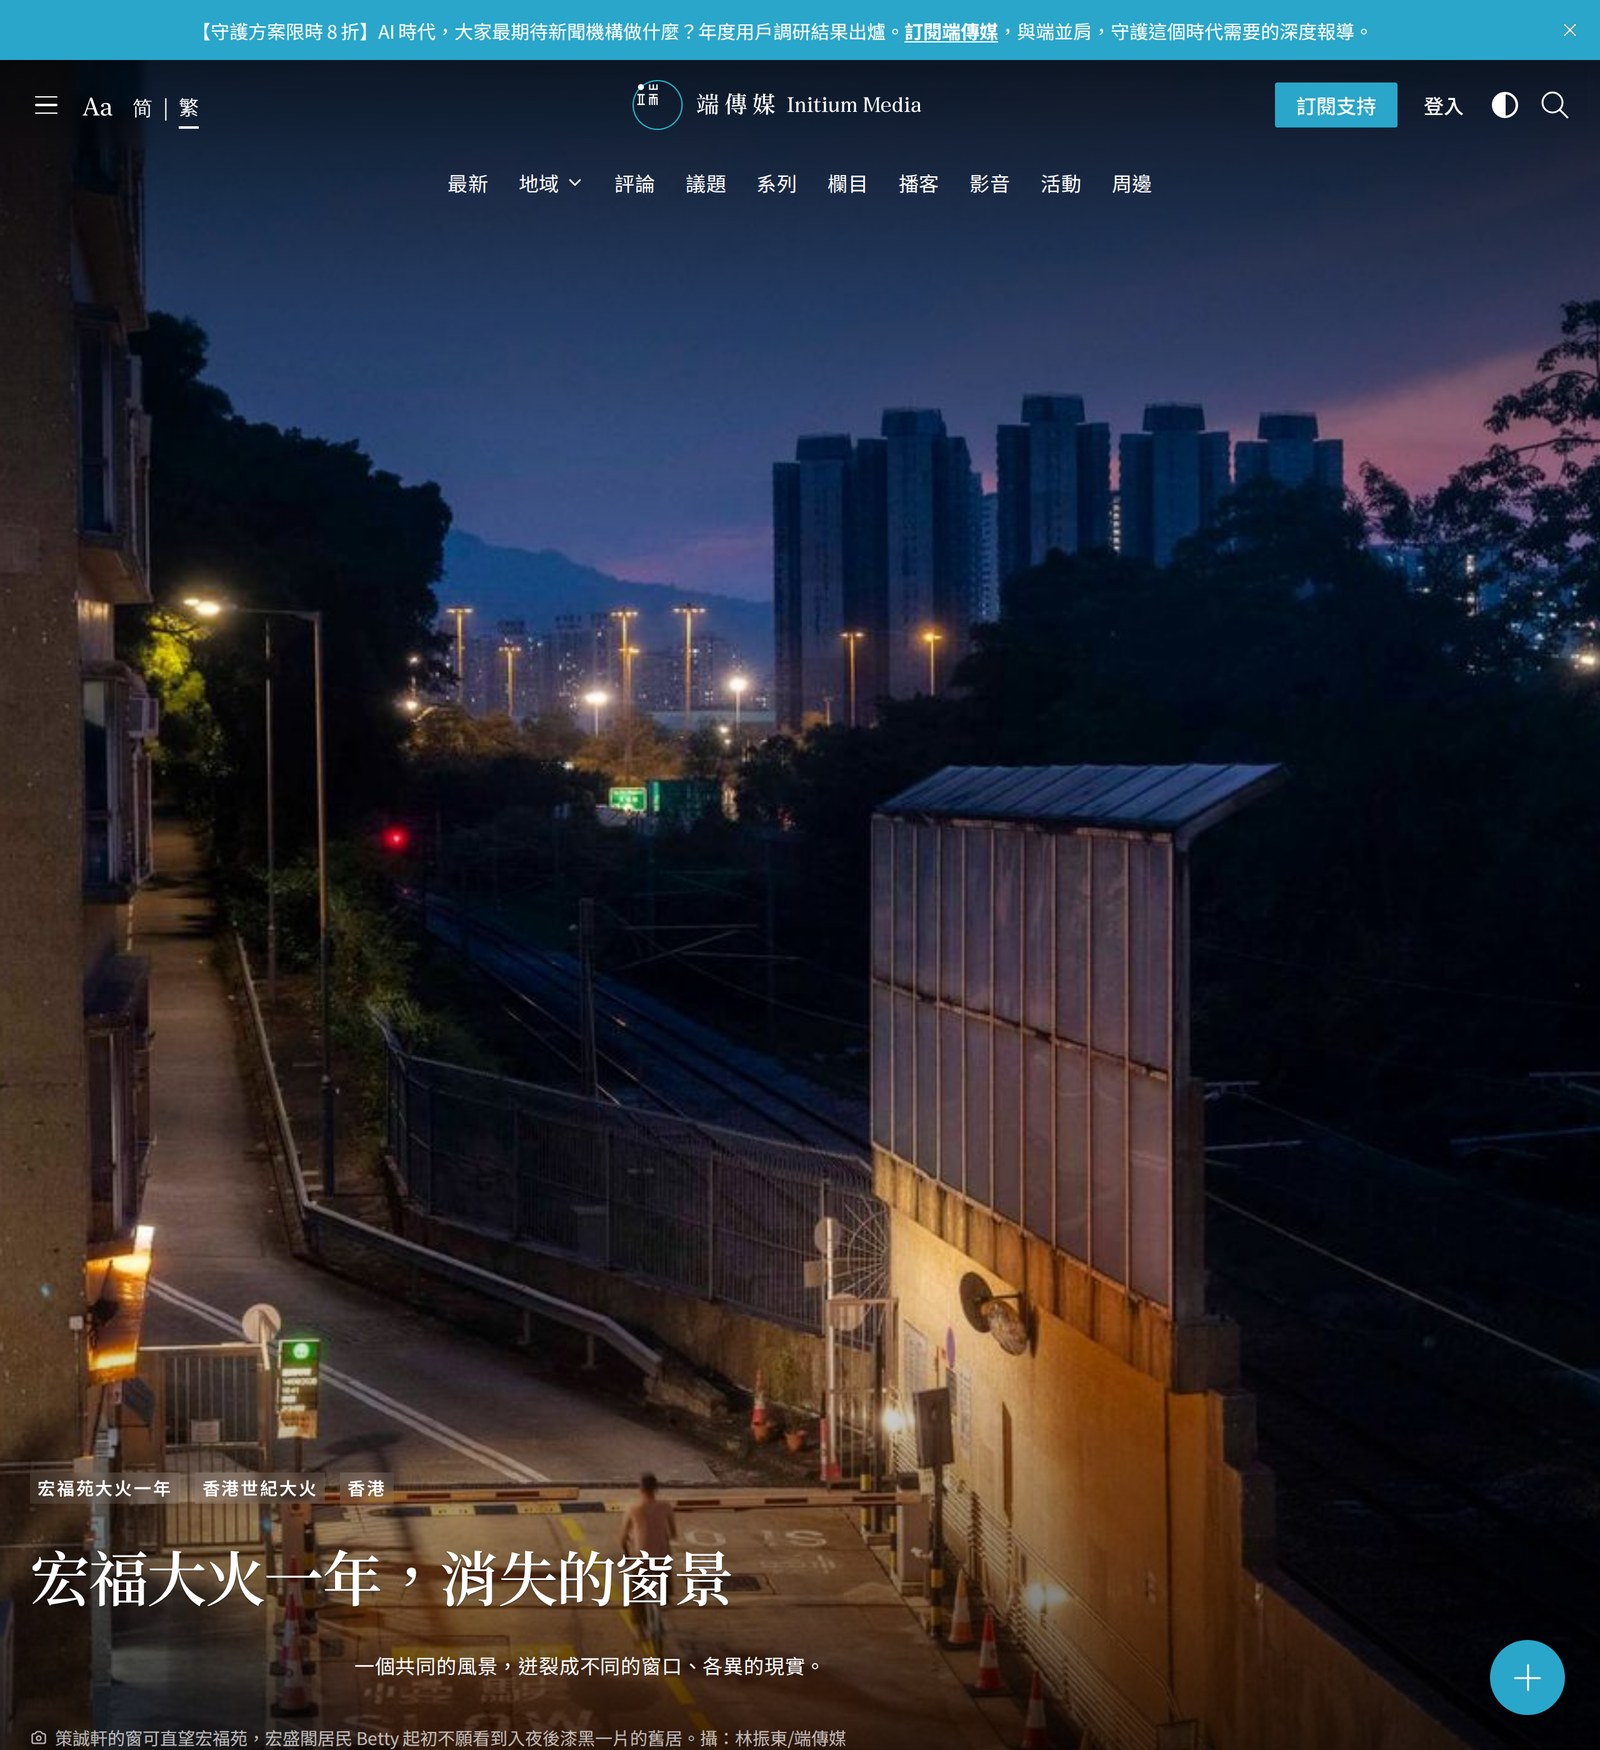 【守護方案限時 8 折】AI 時代，大家最期待新聞機構做什麼？年度用戶調研結果出爐。訂閱端傳媒，與端並肩，守護這個時代需要的深度報導。
Aa 简 | 繁
端
端傳媒 Initium Media
訂閱支持 登入
最新 地域 評論 議題 系列 欄目 播客 影音 活動 周邊
宏福苑大火一年 香港世紀大火 香港
宏福大火一年，消失的窗景
一個共同的風景，迸裂成不同的窗口、各異的現實。
SLOW
策誠軒的窗可直望宏福苑，宏盛閣居民 Betty 起初不願看到入夜後漆黑一片的舊居。攝：林振東/端傳媒